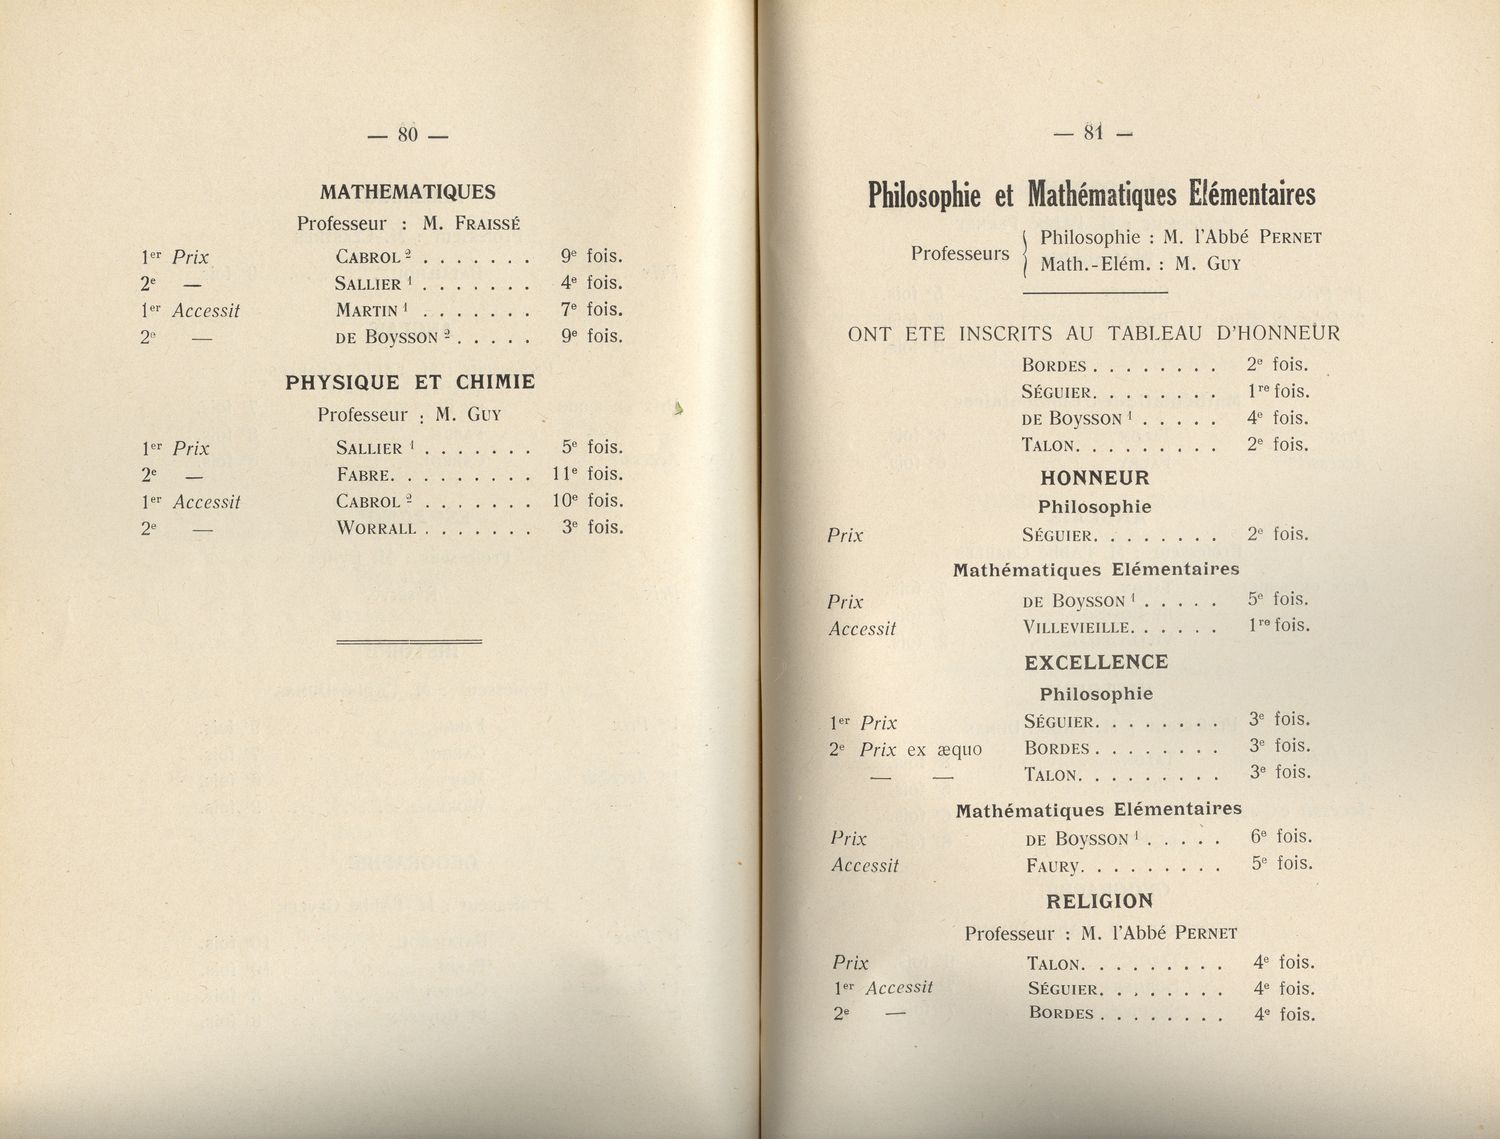 — 80 —
MATHEMATIQUES
Professeur : M. FRAISSÉ
1er Prix CABROL 2 . . . . . . . 9e fois.
2e — SALLIER 1 . . . . . . . 4e fois.
1er Accessit MARTIN 1 . . . . . . . 7e fois.
2e — DE BOYSSON 2 . . . . . 9e fois.
PHYSIQUE ET CHIMIE
Professeur : M. GUY
1er Prix SALLIER 1 . . . . . . . 5e fois.
2e — FABRE. . . . . . . . . 11e fois.
1er Accessit CABROL 2 . . . . . . . 10e fois.
2e — WORRALL . . . . . . . 3e fois.
— 81 —
Philosophie et Mathématiques Elémentaires
Professeurs { Philosophie : M. l'Abbé PERNET
Math.-Elém. : M. GUY
ONT ETE INSCRITS AU TABLEAU D'HONNEUR
BORDES . . . . . . . . 2e fois.
SÉGUIER. . . . . . . . 1re fois.
DE BOYSSON 1 . . . . . 4e fois.
TALON. . . . . . . . . 2e fois.
HONNEUR
Philosophie
Prix SÉGUIER. . . . . . . . 2e fois.
Mathématiques Elémentaires
Prix DE BOYSSON 1 . . . . . 5e fois.
Accessit VILLEVIEILLE. . . . . . 1re fois.
EXCELLENCE
Philosophie
1er Prix SÉGUIER. . . . . . . . 3e fois.
2e Prix ex æquo BORDES . . . . . . . . 3e fois.
— — TALON. . . . . . . . . 3e fois.
Mathématiques Elémentaires
Prix DE BOYSSON 1 . . . . . 6e fois.
Accessit FAURY. . . . . . . . . 5e fois.
RELIGION
Professeur : M. l'Abbé PERNET
Prix TALON. . . . . . . . . 4e fois.
1er Accessit SÉGUIER. . . . . . . . 4e fois.
2e — BORDES . . . . . . . . 4e fois.